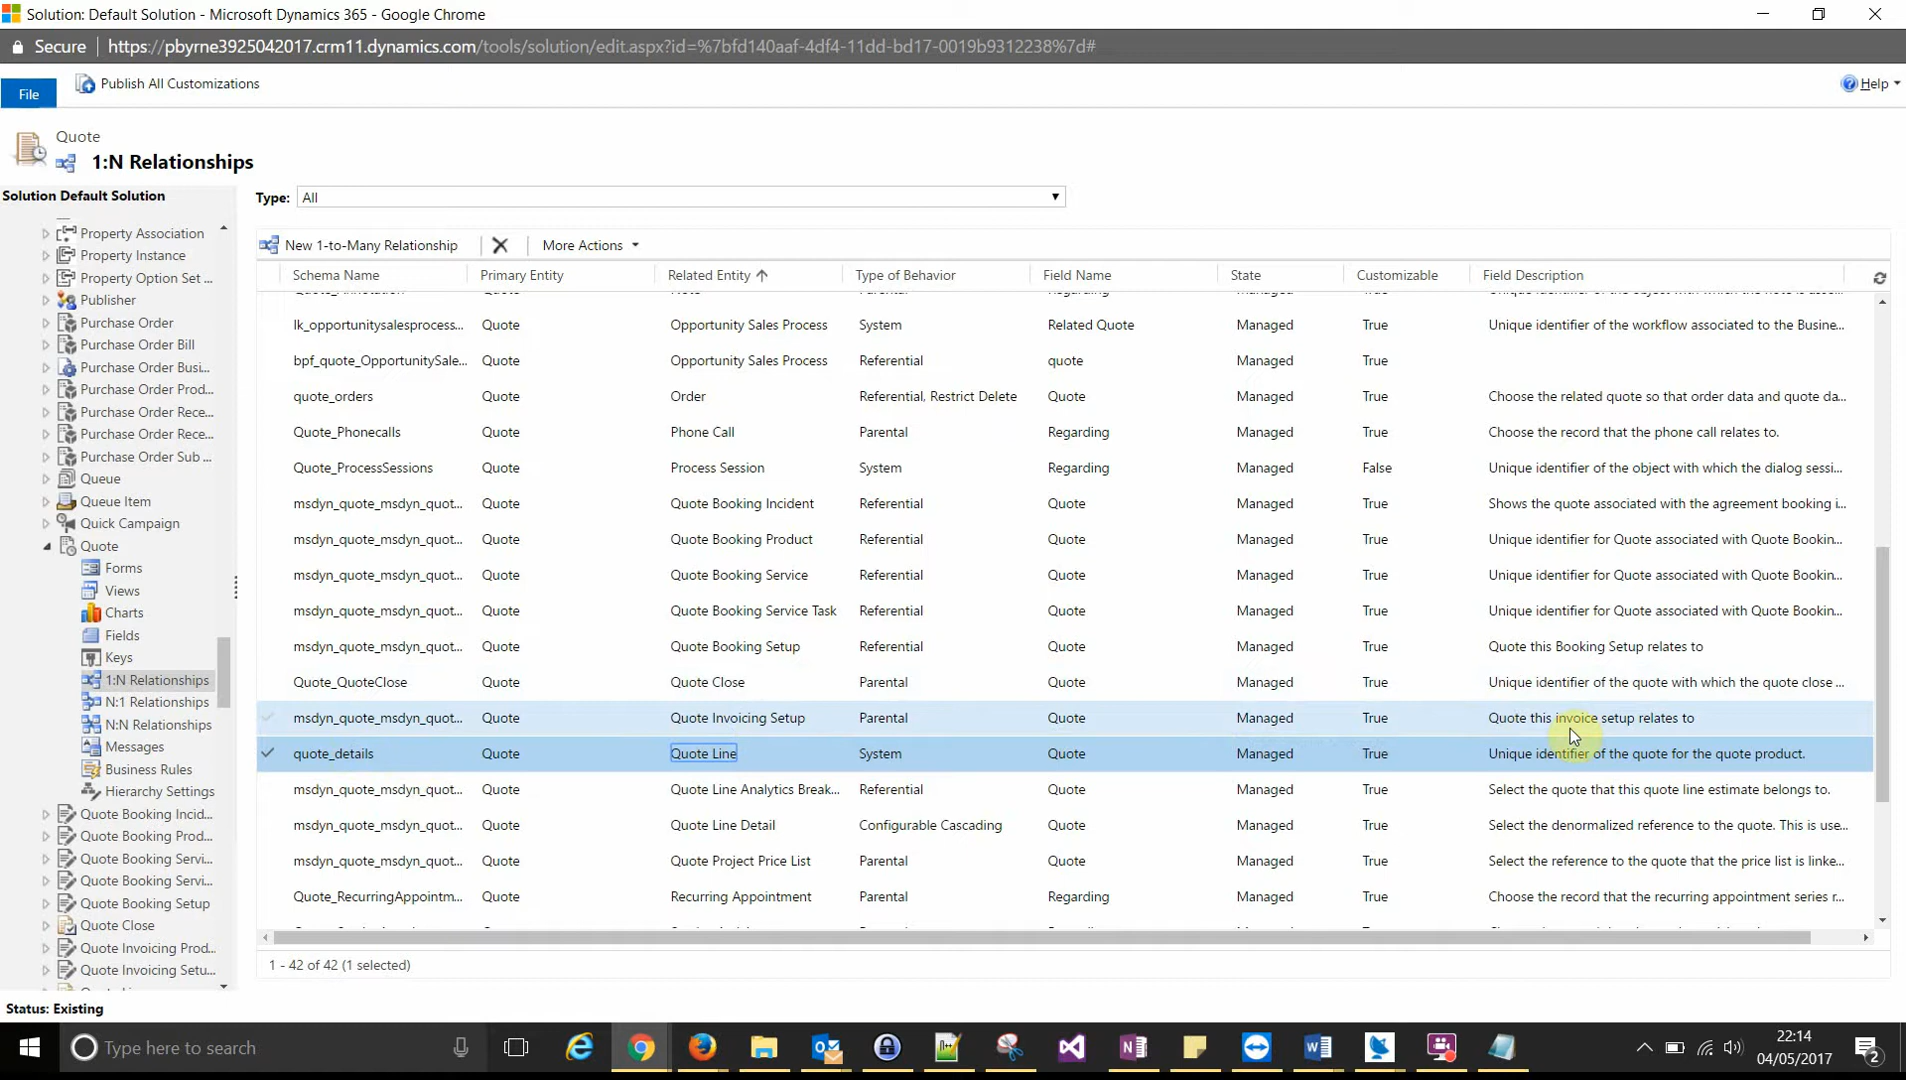 Solution: Default Solution - Microsoft Dynamics 365 - Google Chrome
Secure https://pbyrne3925042017.crm11.dynamics.com/tools/solution/edit.aspx?id=%7bfd140aaf-4df4-11dd-bd17-0019b9312238%7d#
File Publish All Customizations Help
Quote
1:N Relationships
Solution Default Solution
Property Association
Property Instance
Property Option Set ...
Publisher
Purchase Order
Purchase Order Bill
Purchase Order Busi...
Purchase Order Prod...
Purchase Order Rece...
Purchase Order Rece...
Purchase Order Sub ...
Queue
Queue Item
Quick Campaign
Quote
Forms
Views
Charts
Fields
Keys
1:N Relationships
N:1 Relationships
N:N Relationships
Messages
Business Rules
Hierarchy Settings
Quote Booking Incid...
Quote Booking Prod...
Quote Booking Servi...
Quote Booking Servi...
Quote Booking Setup
Quote Close
Quote Invoicing Prod...
Quote Invoicing Setu...
Type: All
New 1-to-Many Relationship More Actions
Schema Name Primary Entity Related Entity Type of Behavior Field Name State Customizable Field Description
lk_opportunitysalesprocess... Quote Opportunity Sales Process System Related Quote Managed True Unique identifier of the workflow associated to the Busine...
bpf_quote_OpportunitySale... Quote Opportunity Sales Process Referential quote Managed True
quote_orders Quote Order Referential, Restrict Delete Quote Managed True Choose the related quote so that order data and quote da...
Quote_Phonecalls Quote Phone Call Parental Regarding Managed True Choose the record that the phone call relates to.
Quote_ProcessSessions Quote Process Session System Regarding Managed False Unique identifier of the object with which the dialog sessi...
msdyn_quote_msdyn_quot... Quote Quote Booking Incident Referential Quote Managed True Shows the quote associated with the agreement booking i...
msdyn_quote_msdyn_quot... Quote Quote Booking Product Referential Quote Managed True Unique identifier for Quote associated with Quote Bookin...
msdyn_quote_msdyn_quot... Quote Quote Booking Service Referential Quote Managed True Unique identifier for Quote associated with Quote Bookin...
msdyn_quote_msdyn_quot... Quote Quote Booking Service Task Referential Quote Managed True Unique identifier for Quote associated with Quote Bookin...
msdyn_quote_msdyn_quot... Quote Quote Booking Setup Referential Quote Managed True Quote this Booking Setup relates to
Quote_QuoteClose Quote Quote Close Parental Quote Managed True Unique identifier of the quote with which the quote close ...
msdyn_quote_msdyn_quot... Quote Quote Invoicing Setup Parental Quote Managed True Quote this invoice setup relates to
quote_details Quote Quote Line System Quote Managed True Unique identifier of the quote for the quote product.
msdyn_quote_msdyn_quot... Quote Quote Line Analytics Break... Referential Quote Managed True Select the quote that this quote line estimate belongs to.
msdyn_quote_msdyn_quot... Quote Quote Line Detail Configurable Cascading Quote Managed True Select the denormalized reference to the quote. This is use...
msdyn_quote_msdyn_quot... Quote Quote Project Price List Parental Quote Managed True Select the reference to the quote that the price list is linke...
Quote_RecurringAppointm... Quote Recurring Appointment Parental Regarding Managed True Choose the record that the recurring appointment series r...
1 - 42 of 42 (1 selected)
Status: Existing
Type here to search
22:14
04/05/2017
2